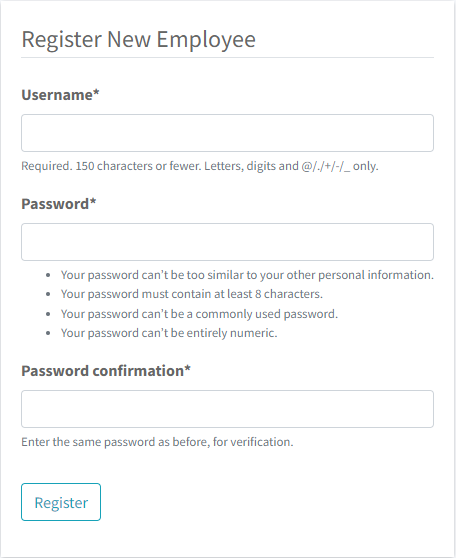 Register New Employee
Username*
Required. 150 characters or fewer. Letters, digits and @/./+/-/_ only.
Password*
• Your password can't be too similar to your other personal information.
• Your password must contain at least 8 characters.
• Your password can't be a commonly used password.
• Your password can't be entirely numeric.
Password confirmation*
Enter the same password as before, for verification.
Register